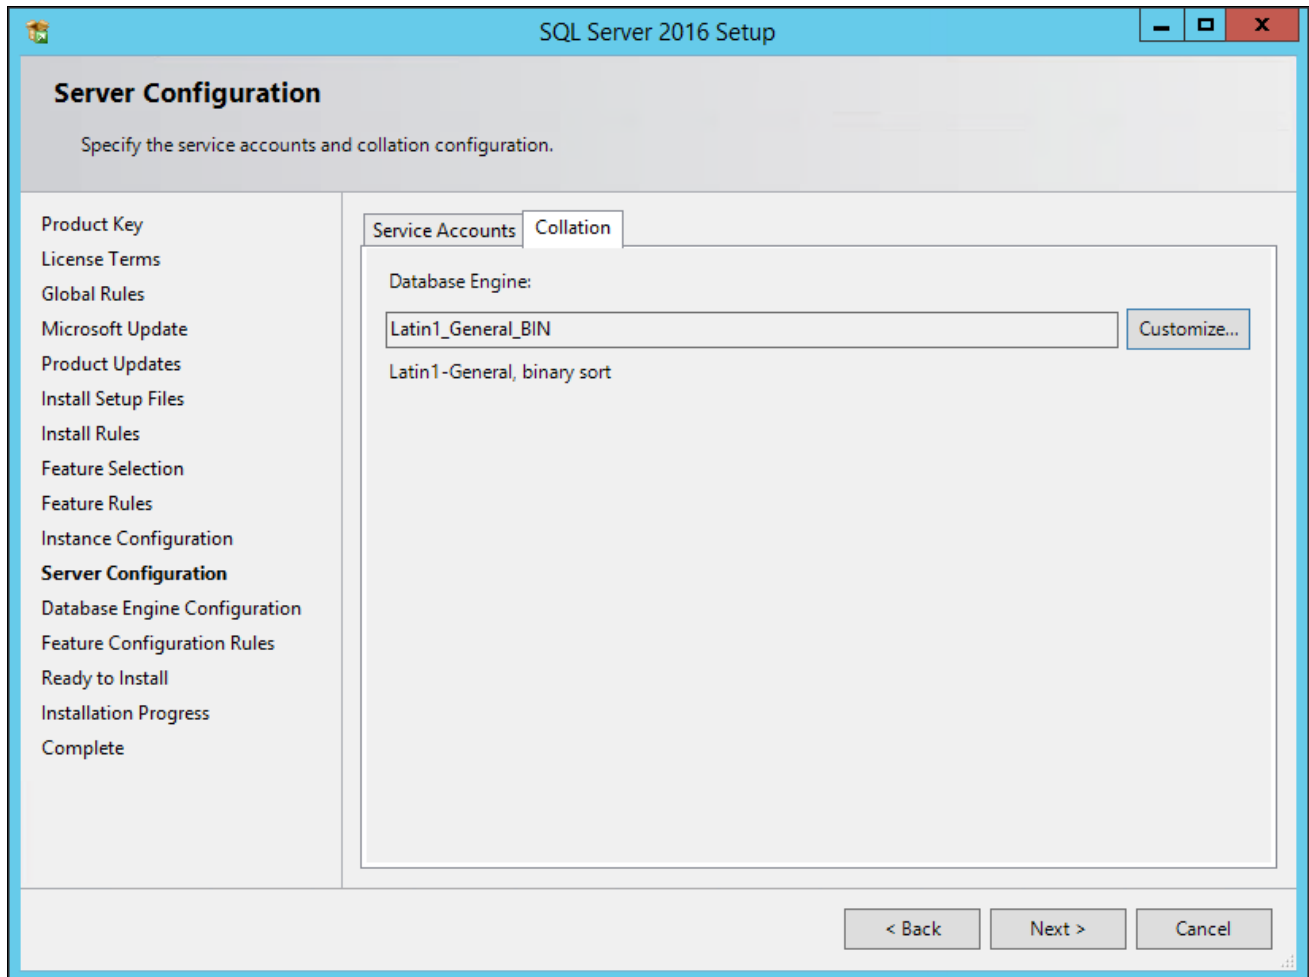 SQL Server 2016 Setup
Server Configuration
Specify the service accounts and collation configuration.
Product Key
License Terms
Global Rules
Microsoft Update
Product Updates
Install Setup Files
Install Rules
Feature Selection
Feature Rules
Instance Configuration
Server Configuration
Database Engine Configuration
Feature Configuration Rules
Ready to Install
Installation Progress
Complete
Service Accounts Collation
Database Engine:
Latin1_General_BIN Customize...
Latin1-General, binary sort
< Back Next > Cancel